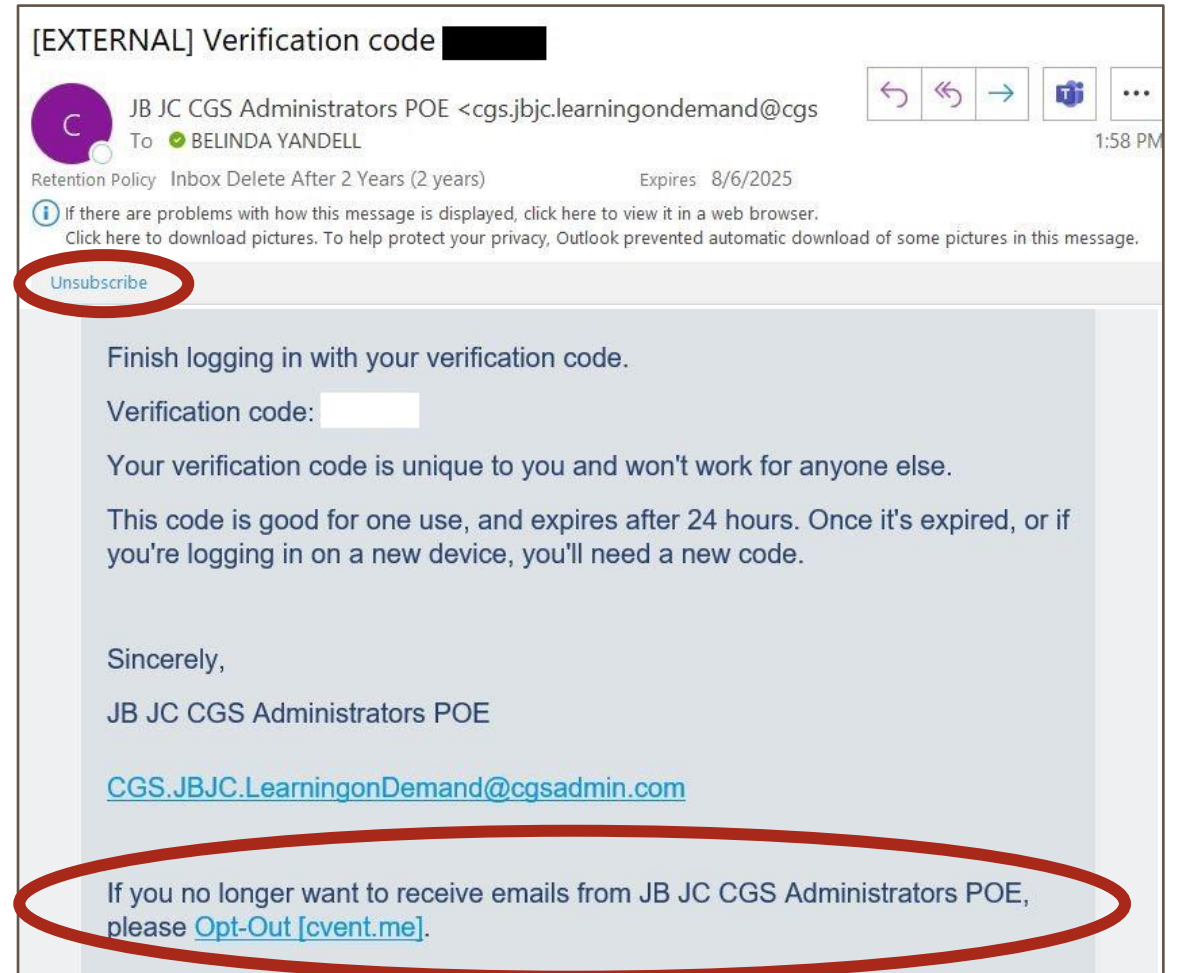 [EXTERNAL] Verification code
C
JB JC CGS Administrators POE <cgs.jbjc.learningondemand@cgs
To BELINDA YANDELL
1:58 PM
Retention Policy Inbox Delete After 2 Years (2 years) Expires 8/6/2025
If there are problems with how this message is displayed, click here to view it in a web browser.
Click here to download pictures. To help protect your privacy, Outlook prevented automatic download of some pictures in this message.
Unsubscribe
Finish logging in with your verification code.
Verification code:
Your verification code is unique to you and won't work for anyone else.
This code is good for one use, and expires after 24 hours. Once it's expired, or if
you're logging in on a new device, you'll need a new code.
Sincerely,
JB JC CGS Administrators POE
CGS.JBJC.LearningonDemand@cgsadmin.com
If you no longer want to receive emails from JB JC CGS Administrators POE,
please Opt-Out [cvent.me].